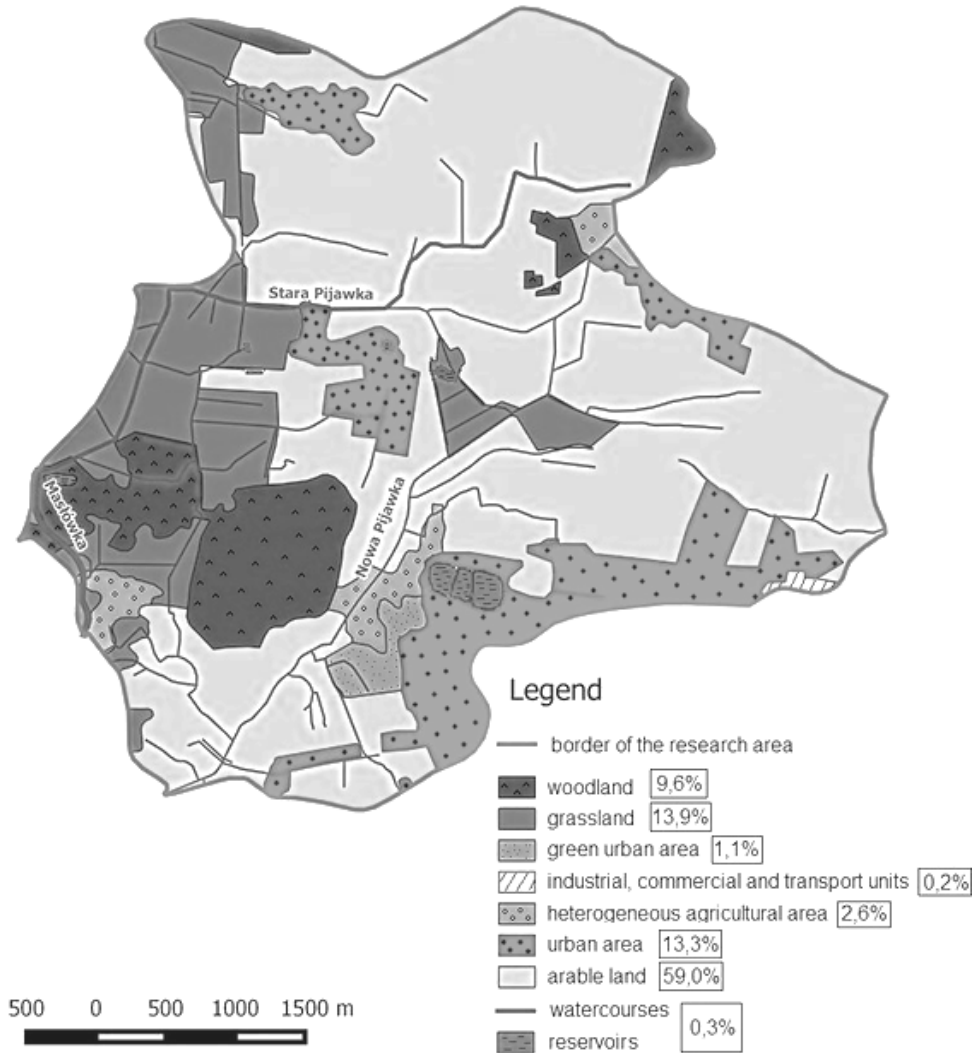 Stara Pijawka
Masłówka
Nowa Pijawka
Legend
border of the research area
woodland 9,6%
grassland 13,9%
green urban area 1,1%
industrial, commercial and transport units 0,2%
heterogeneous agricultural area 2,6%
urban area 13,3%
arable land 59,0%
watercourses
0,3%
reservoirs
500 0 500 1000 1500 m